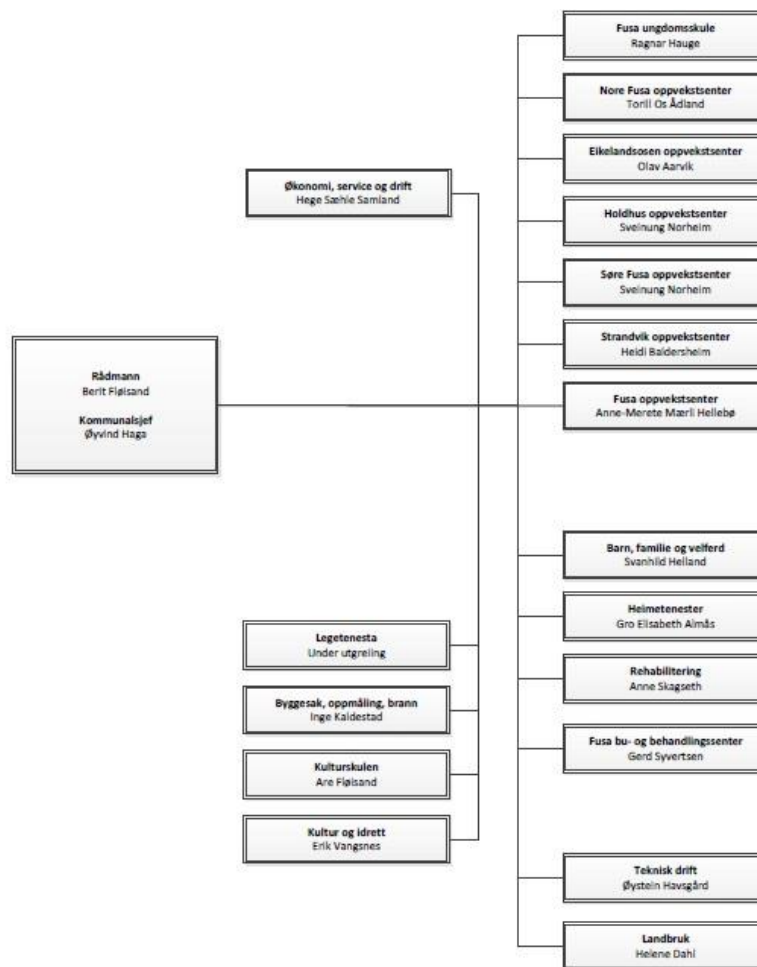 Fusa ungdomsskule
Ragnar Hauge
Nore Fusa oppvekstsenter
Torill Os Ådland
Eikelandsosen oppvekstsenter
Olav Aarvik
Økonomi, service og drift
Hege Sæhle Samland
Holdhus oppvekstsenter
Sveinung Norheim
Søre Fusa oppvekstsenter
Sveinung Norheim
Strandvik oppvekstsenter
Heidi Baldersheim
Rådmann
Berit Fløisand
Kommunalsjef
Øyvind Haga
Fusa oppvekstsenter
Anne-Merete Mærli Hellebø
Barn, familie og velferd
Svanhild Heiland
Heimetenester
Gro Elisabeth Almås
Legetenesta
Under utgreiing
Rehabilitering
Anne Skagseth
Byggesak, oppmåling, brann
Inge Kaldestad
Fusa bu- og behandlingssenter
Gerd Syvertsen
Kulturskulen
Are Fløisand
Kultur og idrett
Erik Vangsnes
Teknisk drift
Øystein Havsgård
Landbruk
Helene Dahl